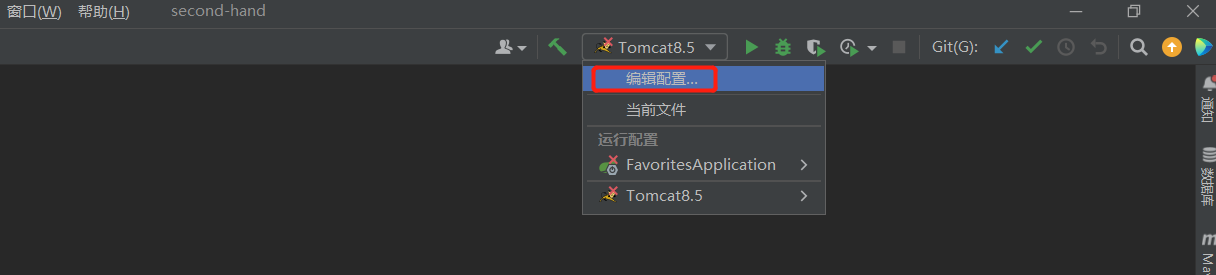 窗口(W) 帮助(H) second-hand
Tomcat8.5 Git(G):
编辑配置...
当前文件
运行配置
FavoritesApplication
Tomcat8.5
通知
数据库
m
Ma